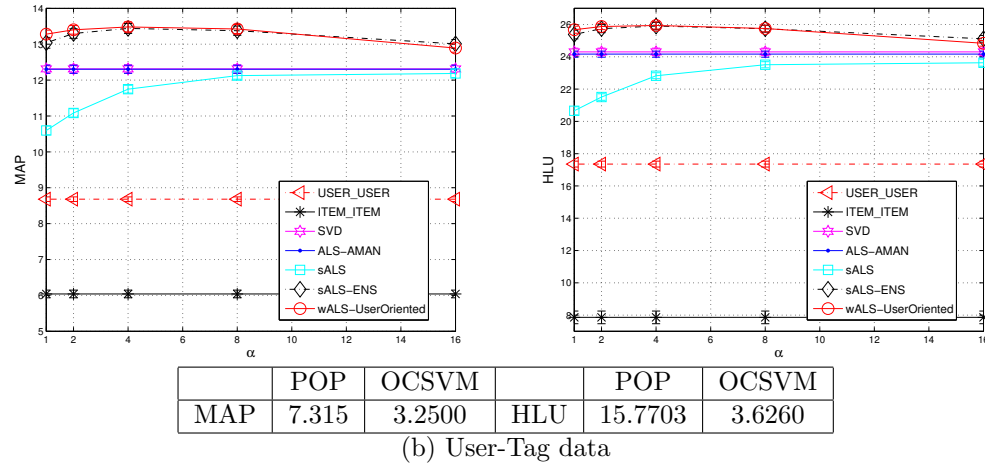 14
13
12
11
10
9
8
7
6
5
MAP
1 2 4 6 8 10 12 14 16
α
USER_USER
ITEM_ITEM
SVD
ALS-AMAN
sALS
sALS-ENS
wALS-UserOriented
26
24
22
20
18
16
14
12
10
8
HLU
1 2 4 6 8 10 12 14 16
α
USER_USER
ITEM_ITEM
SVD
ALS-AMAN
sALS
sALS-ENS
wALS-UserOriented
POP OCSVM POP OCSVM
MAP 7.315 3.2500 HLU 15.7703 3.6260
(b) User-Tag data